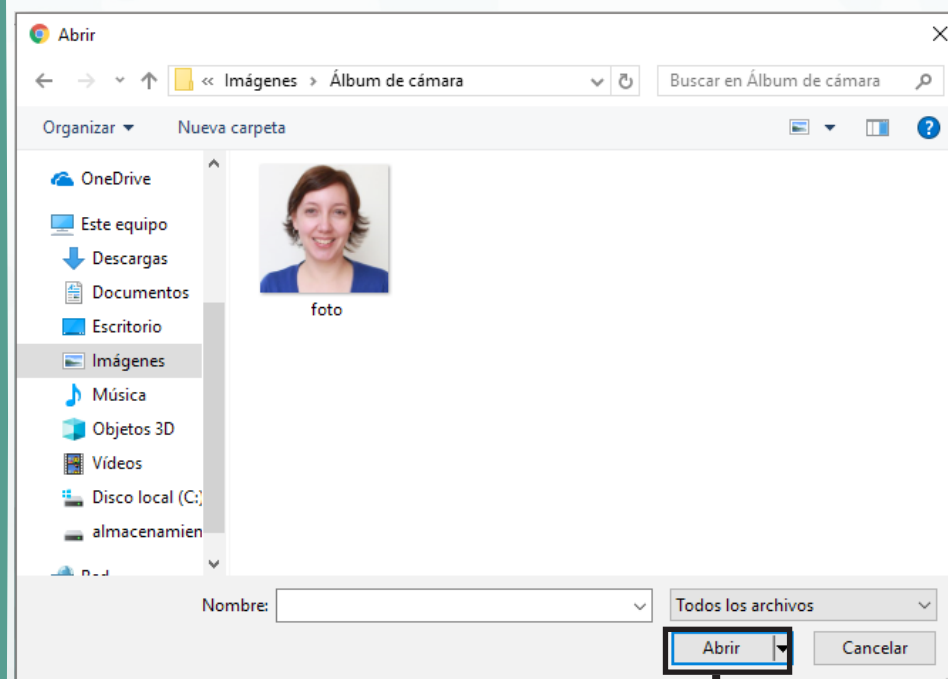 Abrir
« Imágenes › Álbum de cámara
Buscar en Álbum de cámara
Organizar
Nueva carpeta
OneDrive
Este equipo
Descargas
Documentos
Escritorio
Imágenes
Música
Objetos 3D
Vídeos
Disco local (C:)
almacenamien
foto
Nombre:
Todos los archivos
Abrir
Cancelar